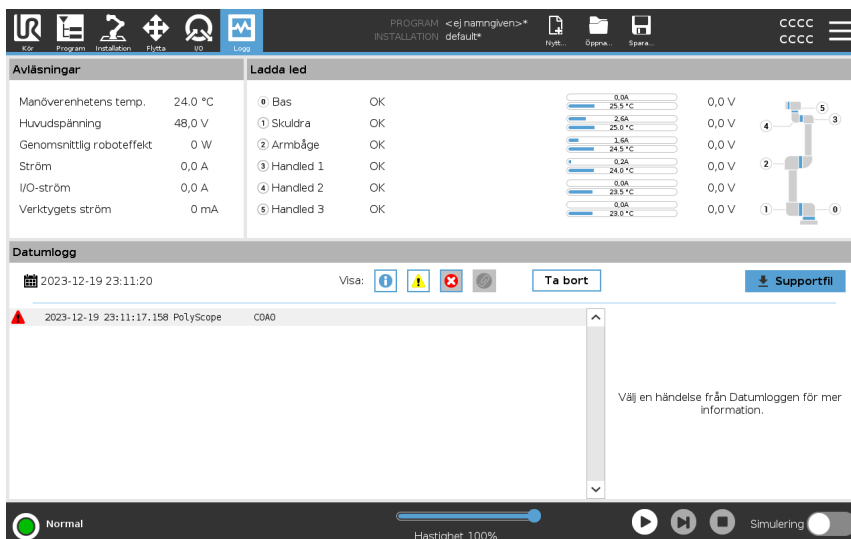 PROGRAM <ej namngiven>*
INSTALLATION default*
CCCC
CCCC
Kör Program Installation Flytta I/O Logg Nytt... Öppna... Spara...
Avläsningar
Manöverenhetens temp. 24.0 °C
Huvudspänning 48,0 V
Genomsnittlig roboteffekt 0 W
Ström 0,0 A
I/O-ström 0,0 A
Verktygets ström 0 mA
Ladda led
0 Bas OK 0,0A 25.5 °C 0,0 V
1 Skuldra OK 2,6A 25.0 °C 0,0 V
2 Armbåge OK 1,6A 24.5 °C 0,0 V
3 Handled 1 OK 0,2A 24.0 °C 0,0 V
4 Handled 2 OK 0,0A 23.5 °C 0,0 V
5 Handled 3 OK 0,0A 23.0 °C 0,0 V
5
4 3
2
1 0
Datumlogg
2023-12-19 23:11:20 Visa: Ta bort Supportfil
2023-12-19 23:11:17.158 PolyScope C0A0
Välj en händelse från Datumloggen för mer
information.
Normal
Hastighet 100%
Simulering